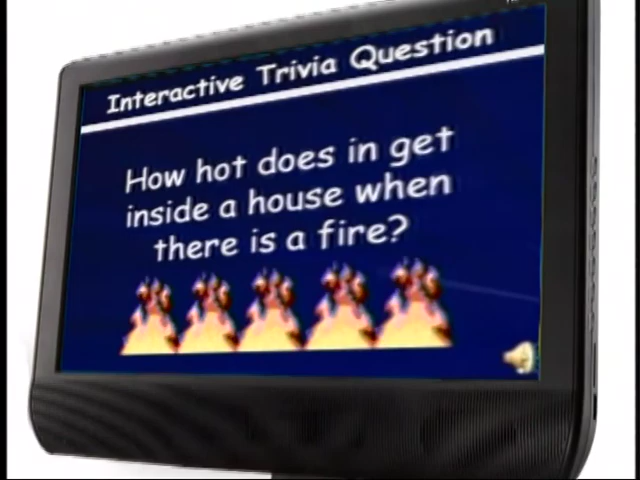 Interactive Trivia Question
How hot does in get
inside a house when
there is a fire?